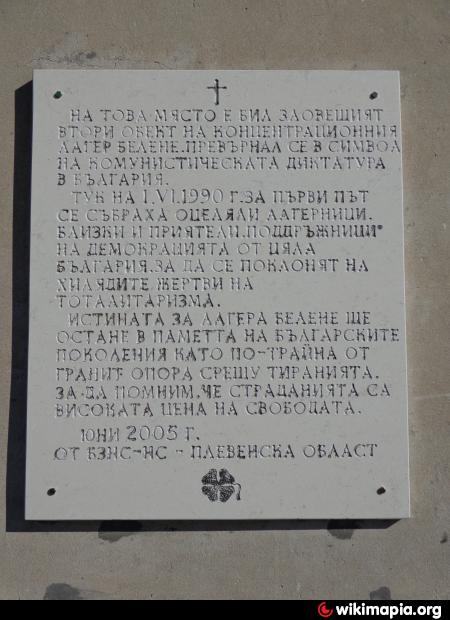 НА ТОВА МЯСТО Е БИЛ ЗЛОВЕЩИЯТ
ВТОРИ ОБЕКТ НА КОНЦЕНТРАЦИОННИЯ
ЛАГЕР БЕЛЕНЕ.ПРЕВЪРНАЛ СЕ В СИМВОЛ
НА КОМУНИСТИЧЕСКАТА ДИКТАТУРА
В БЪЛГАРИЯ.
ТУК НА 1.VI.1990 Г.ЗА ПЪРВИ ПЪТ
СЕ СЪБРАХА ОЦЕЛЯЛИ ЛАГЕРНИЦИ.
БЛИЗКИ И ПРИЯТЕЛИ.ПОДДРЪЖНИЦИ
НА ДЕМОКРАЦИЯТА ОТ ЦЯЛА
БЪЛГАРИЯ.ЗА ДА СЕ ПОКЛОНЯТ НА
ХИЛЯДИТЕ ЖЕРТВИ НА
ТОТАЛИТАРИЗМА.
ИСТИНАТА ЗА ЛАГЕРА БЕЛЕНЕ ЩЕ
ОСТАНЕ В ПАМЕТТА НА БЪЛГАРСКИТЕ
ПОКОЛЕНИЯ КАТО ПО-ТРАЙНА ОТ
ГРАНИТ ОПОРА СРЕЩУ ТИРАНИЯТА.
ЗА ДА ПОМНИМ.ЧЕ СТРАДАНИЯТА СА
ВИСОКАТА ЦЕНА НА СВОБОДАТА.
ЮНИ 2005 Г.
ОТ БЗНС-НС - ПЛЕВЕНСКА ОБЛАСТ
wikimapia.org